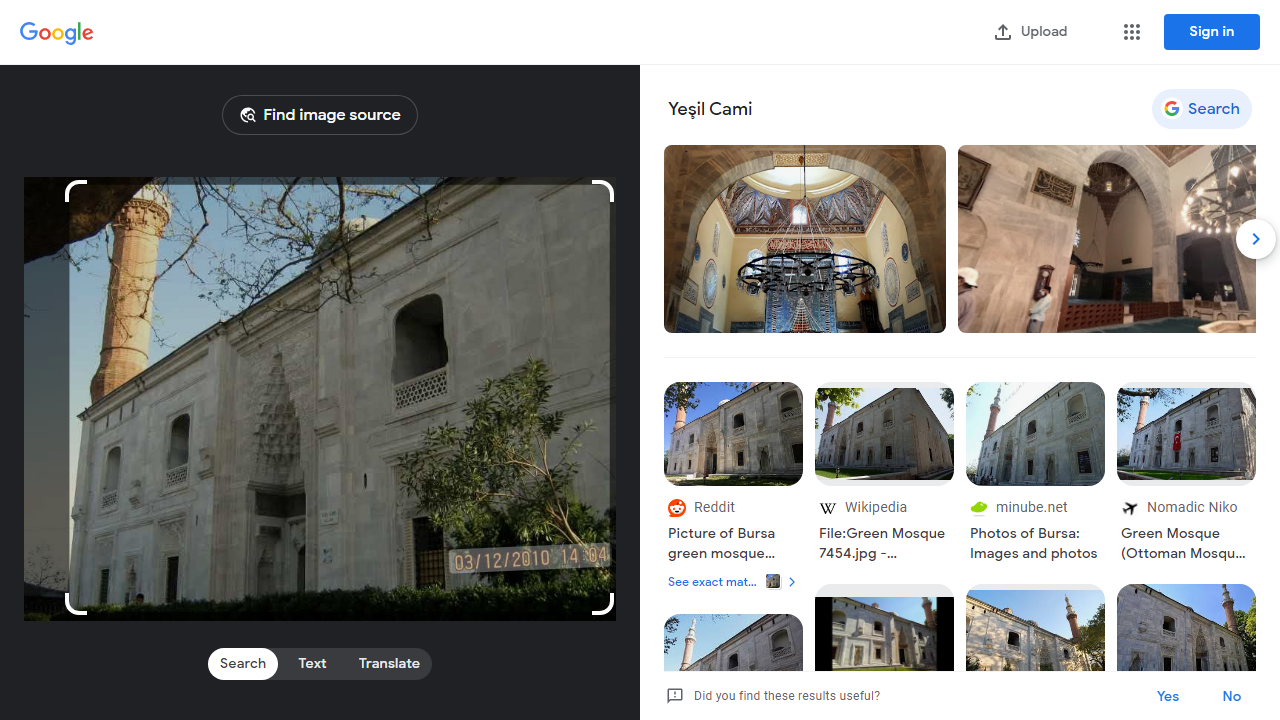 Google
Upload
Sign in
Find image source
03/12/2010 14:04
Search
Text
Translate
Yeşil Cami
Search
Reddit
Picture of Bursa
green mosque...
See exact mat...
Wikipedia
File:Green Mosque
7454.jpg -...
minube.net
Photos of Bursa:
Images and photos
Nomadic Niko
Green Mosque
(Ottoman Mosqu...
Did you find these results useful?
Yes
No